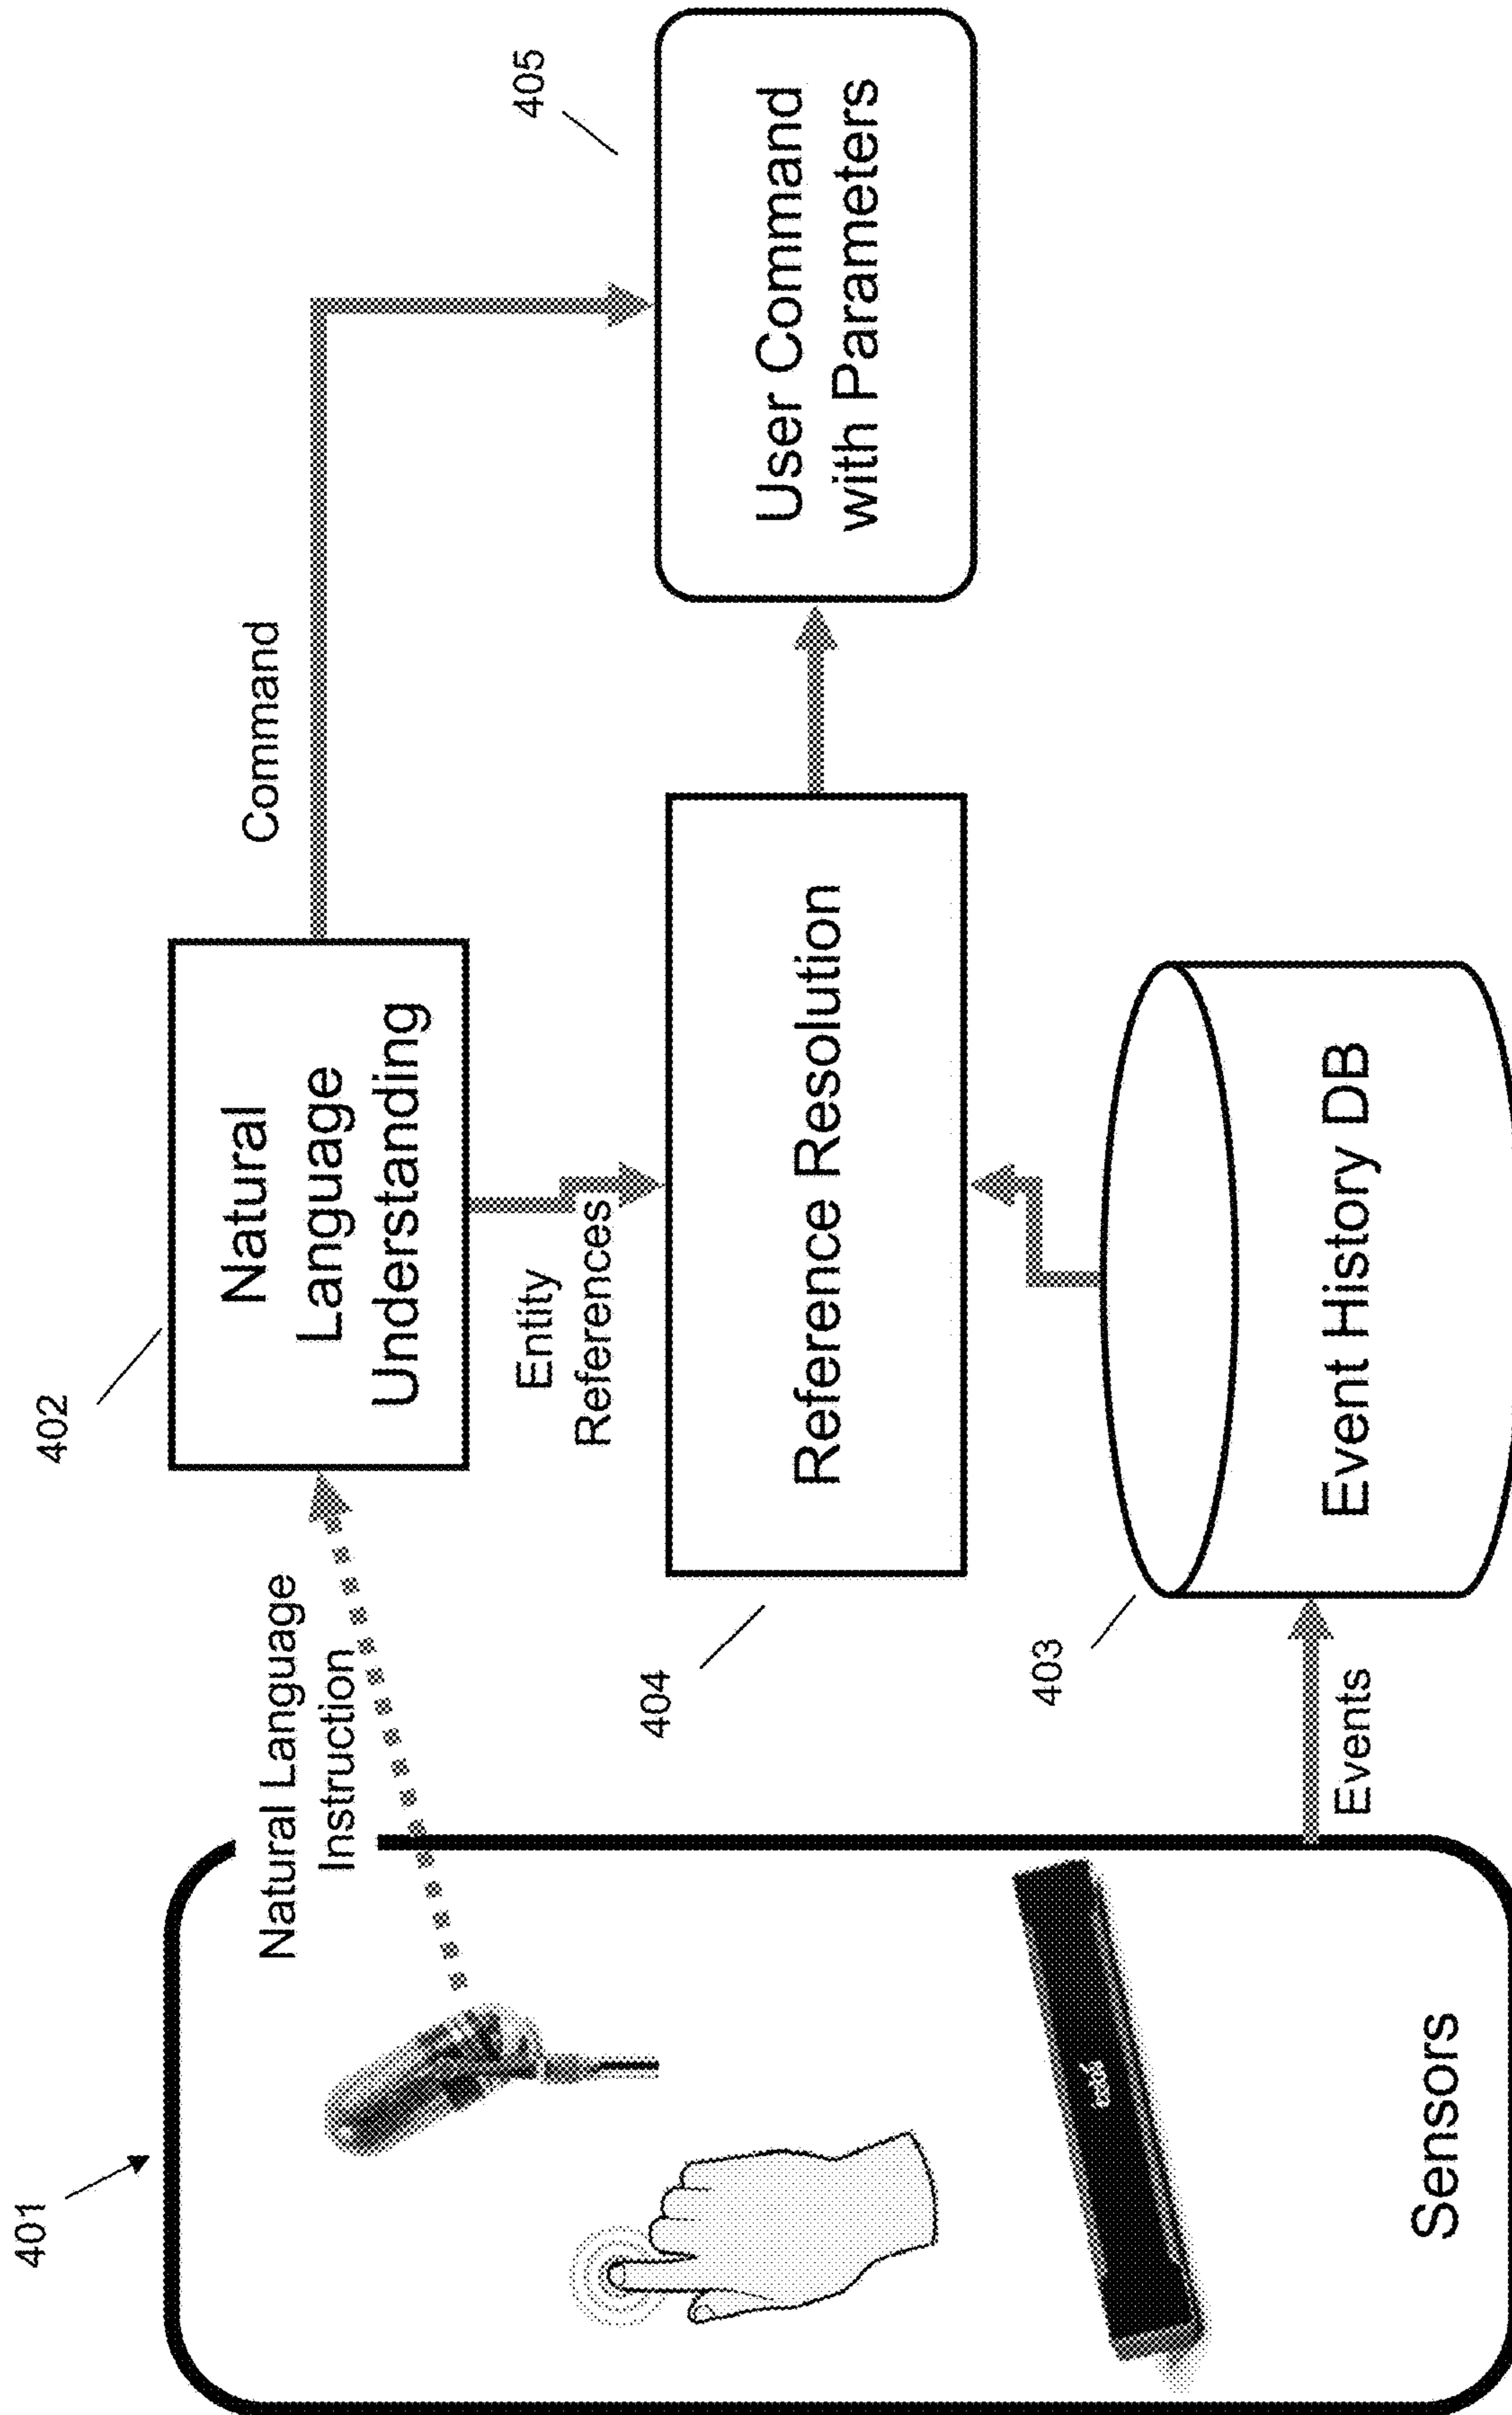 401
Natural Language
Instruction
402
Natural
Language
Understanding
Command
405
Entity
References
404
Reference Resolution
User Command
with Parameters
Sensors
Events
403
Event History DB